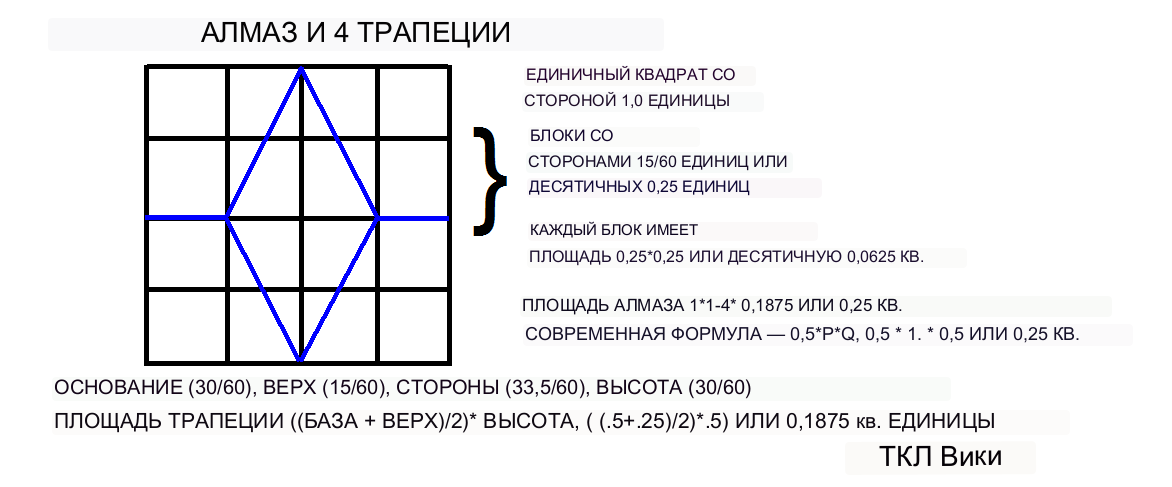 АЛМАЗ И 4 ТРАПЕЦИИ
ЕДИНИЧНЫЙ КВАДРАТ СО
СТОРОНОЙ 1,0 ЕДИНИЦЫ
БЛОКИ СО
СТОРОНАМИ 15/60 ЕДИНИЦ ИЛИ
ДЕСЯТИЧНЫХ 0,25 ЕДИНИЦ
КАЖДЫЙ БЛОК ИМЕЕТ
ПЛОЩАДЬ 0,25*0,25 ИЛИ ДЕСЯТИЧНУЮ 0,0625 КВ.
ПЛОЩАДЬ АЛМАЗА 1*1-4* 0,1875 ИЛИ 0,25 КВ.
СОВРЕМЕННАЯ ФОРМУЛА — 0,5*P*Q, 0,5 * 1. * 0,5 ИЛИ 0,25 КВ.
ОСНОВАНИЕ (30/60), ВЕРХ (15/60), СТОРОНЫ (33,5/60), ВЫСОТА (30/60)
ПЛОЩАДЬ ТРАПЕЦИИ ((БАЗА + ВЕРХ)/2)* ВЫСОТА, ( (.5+.25)/2)*.5) ИЛИ 0,1875 кв. ЕДИНИЦЫ
ТКЛ Вики